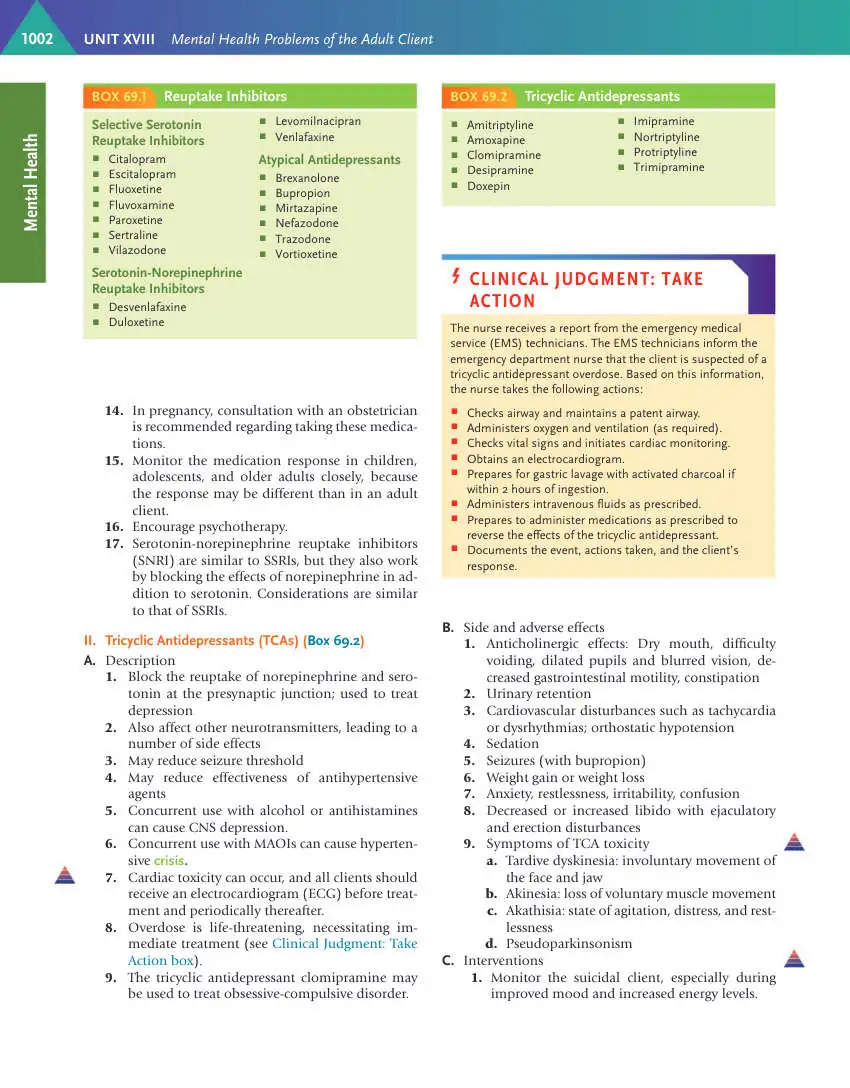 1002 UNIT XVIII Mental Health Problems of the Adult Client
Mental Health
BOX 69.1 Reuptake Inhibitors
Selective Serotonin
Reuptake Inhibitors
■ Citalopram
■ Escitalopram
■ Fluoxetine
■ Fluvoxamine
■ Paroxetine
■ Sertraline
■ Vilazodone
Serotonin-Norepinephrine
Reuptake Inhibitors
■ Desvenlafaxine
■ Duloxetine
■ Levomilnacipran
■ Venlafaxine
Atypical Antidepressants
■ Brexanolone
■ Bupropion
■ Mirtazapine
■ Nefazodone
■ Trazodone
■ Vortioxetine
14. In pregnancy, consultation with an obstetrician
is recommended regarding taking these medica-
tions.
15. Monitor the medication response in children,
adolescents, and older adults closely, because
the response may be different than in an adult
client.
16. Encourage psychotherapy.
17. Serotonin-norepinephrine reuptake inhibitors
(SNRI) are similar to SSRIs, but they also work
by blocking the effects of norepinephrine in ad-
dition to serotonin. Considerations are similar
to that of SSRIs.
II. Tricyclic Antidepressants (TCAs) (Box 69.2)
A. Description
1. Block the reuptake of norepinephrine and sero-
tonin at the presynaptic junction; used to treat
depression
2. Also affect other neurotransmitters, leading to a
number of side effects
3. May reduce seizure threshold
4. May reduce effectiveness of antihypertensive
agents
5. Concurrent use with alcohol or antihistamines
can cause CNS depression.
6. Concurrent use with MAOIs can cause hyperten-
sive crisis.
7. Cardiac toxicity can occur, and all clients should
receive an electrocardiogram (ECG) before treat-
ment and periodically thereafter.
8. Overdose is life-threatening, necessitating im-
mediate treatment (see Clinical Judgment: Take
Action box).
9. The tricyclic antidepressant clomipramine may
be used to treat obsessive-compulsive disorder.
BOX 69.2 Tricyclic Antidepressants
■ Amitriptyline
■ Amoxapine
■ Clomipramine
■ Desipramine
■ Doxepin
■ Imipramine
■ Nortriptyline
■ Protriptyline
■ Trimipramine
CLINICAL JUDGMENT: TAKE
ACTION
The nurse receives a report from the emergency medical
service (EMS) technicians. The EMS technicians inform the
emergency department nurse that the client is suspected of a
tricyclic antidepressant overdose. Based on this information,
the nurse takes the following actions:
■ Checks airway and maintains a patent airway.
■ Administers oxygen and ventilation (as required).
■ Checks vital signs and initiates cardiac monitoring.
■ Obtains an electrocardiogram.
■ Prepares for gastric lavage with activated charcoal if
within 2 hours of ingestion.
■ Administers intravenous fluids as prescribed.
■ Prepares to administer medications as prescribed to
reverse the effects of the tricyclic antidepressant.
■ Documents the event, actions taken, and the client's
response.
B. Side and adverse effects
1. Anticholinergic effects: Dry mouth, difficulty
voiding, dilated pupils and blurred vision, de-
creased gastrointestinal motility, constipation
2. Urinary retention
3. Cardiovascular disturbances such as tachycardia
or dysrhythmias; orthostatic hypotension
4. Sedation
5. Seizures (with bupropion)
6. Weight gain or weight loss
7. Anxiety, restlessness, irritability, confusion
8. Decreased or increased libido with ejaculatory
and erection disturbances
9. Symptoms of TCA toxicity
a. Tardive dyskinesia: involuntary movement of
the face and jaw
b. Akinesia: loss of voluntary muscle movement
c. Akathisia: state of agitation, distress, and rest-
lessness
d. Pseudoparkinsonism
C. Interventions
1. Monitor the suicidal client, especially during
improved mood and increased energy levels.